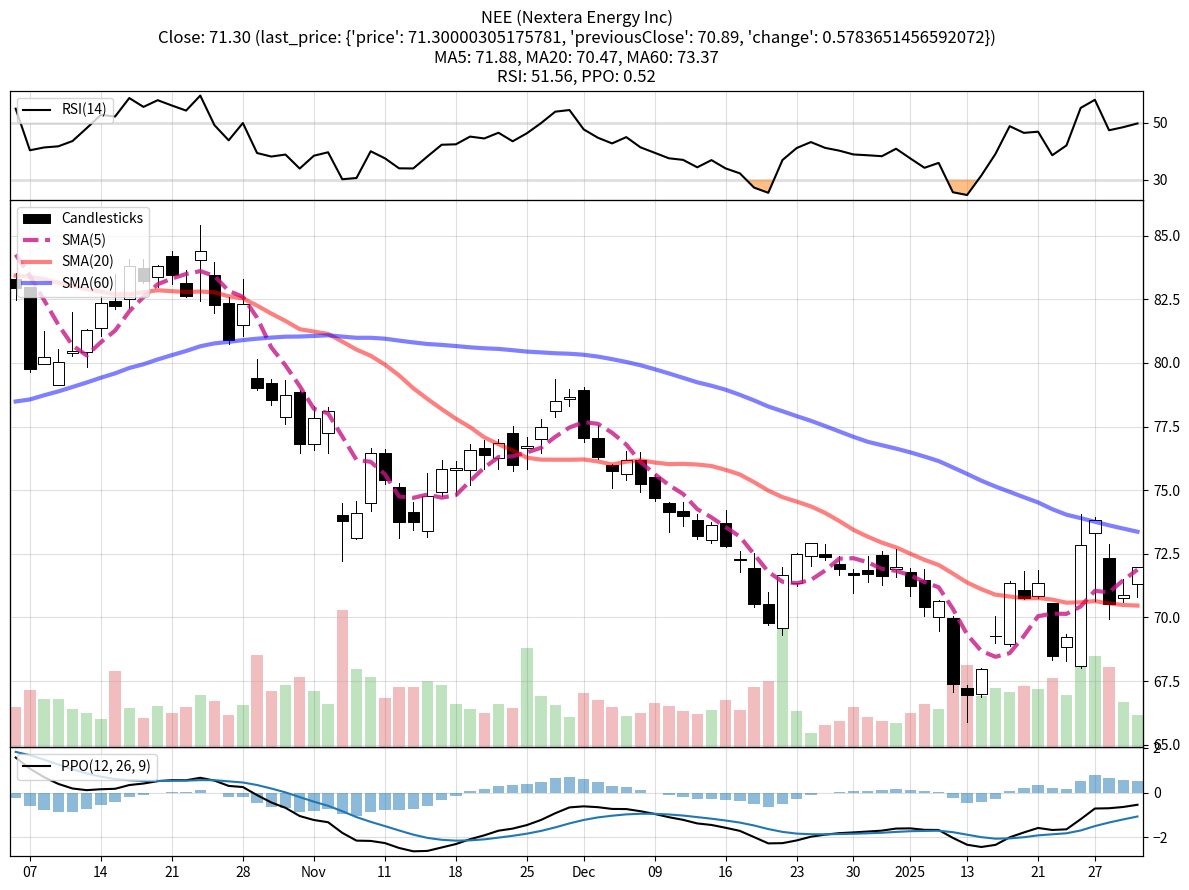 NEE (Nextera Energy Inc)
Close: 71.30 (last_price: {'price': 71.30000305175781, 'previousClose': 70.89, 'change': 0.5783651456592072})
MA5: 71.88, MA20: 70.47, MA60: 73.37
RSI: 51.56, PPO: 0.52
RSI(14)
50
30
Candlesticks
SMA(5)
SMA(20)
SMA(60)
85.0
82.5
80.0
77.5
75.0
72.5
70.0
67.5
65.0
PPO(12, 26, 9)
2
0
−2
07 14 21 28 Nov 11 18 25 Dec 09 16 23 30 2025 13 21 27